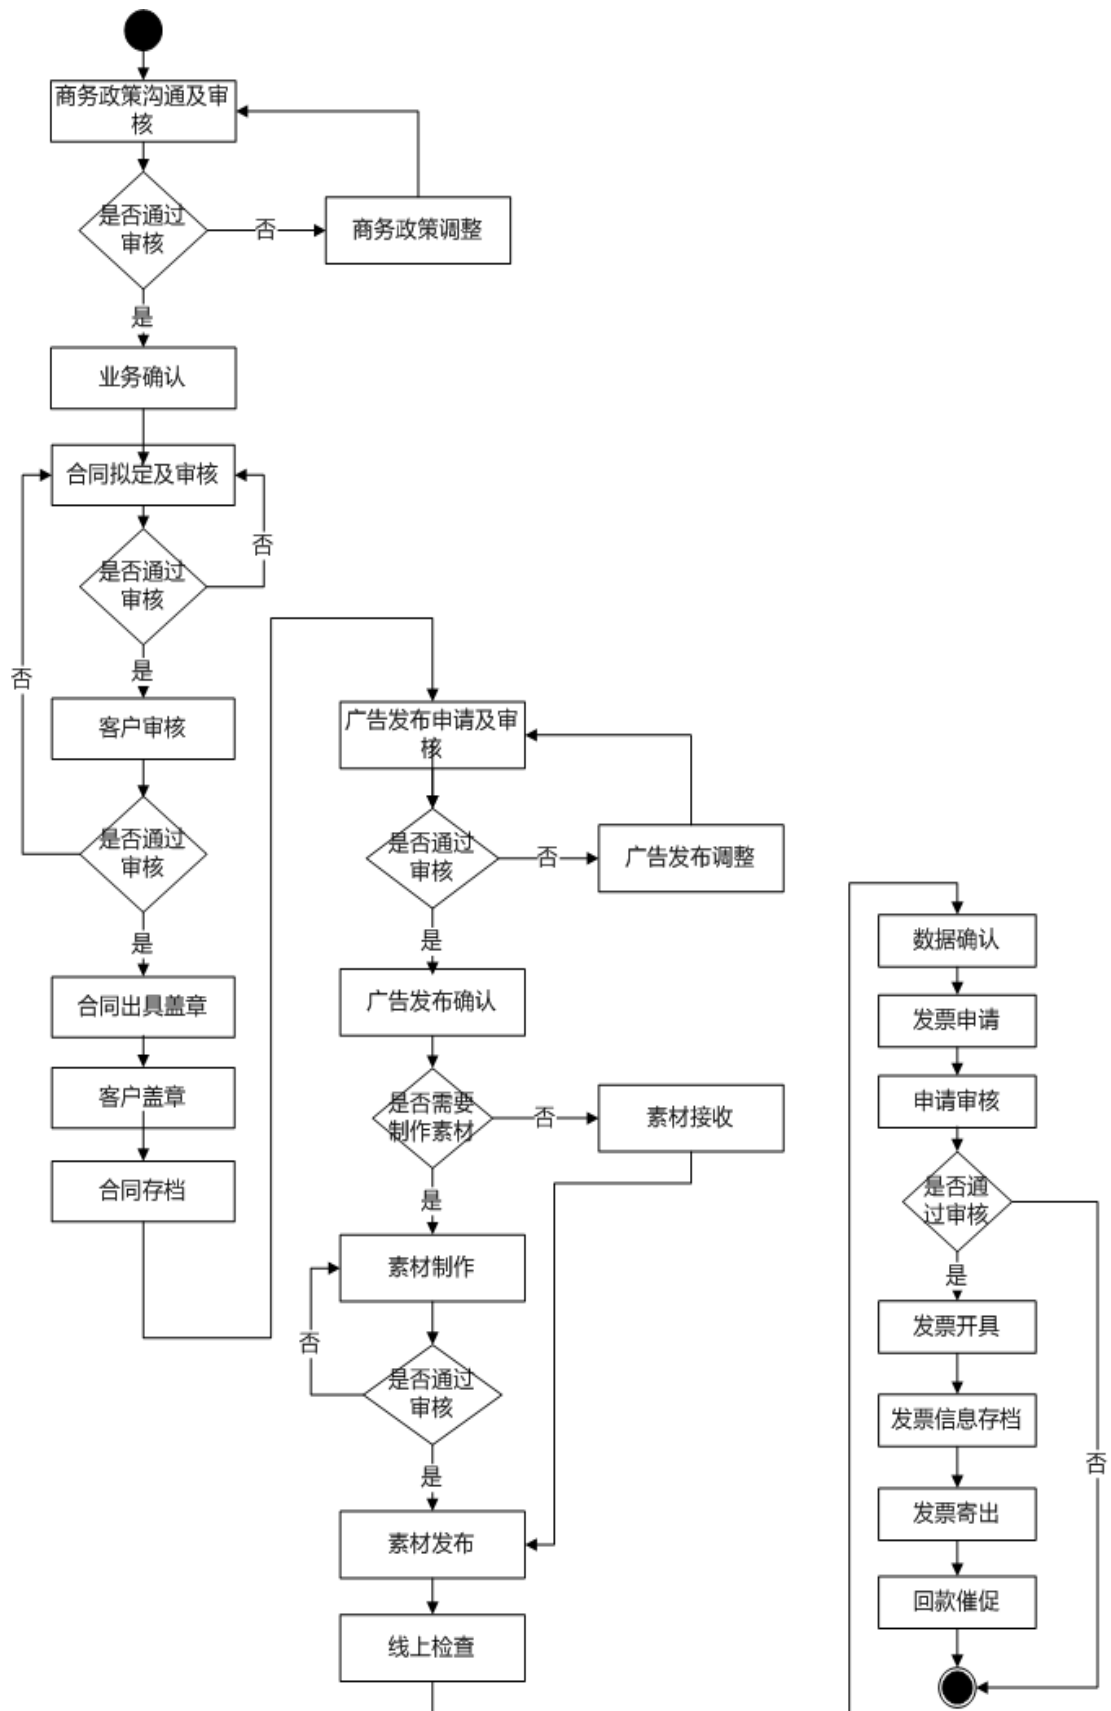 商务政策沟通及审
核
是否通过
审核
否
商务政策调整
是
业务确认
合同拟定及审核
否
是否通过
审核
是
否
客户审核
是否通过
审核
是
合同出具盖章
客户盖章
合同存档
广告发布申请及审
核
是否通过
审核
否
广告发布调整
是
广告发布确认
是否需要
制作素材
否
素材接收
是
素材制作
否
是否通过
审核
是
素材发布
线上检查
数据确认
发票申请
申请审核
是否通
过审核
是
发票开具
发票信息存档
否
发票寄出
回款催促